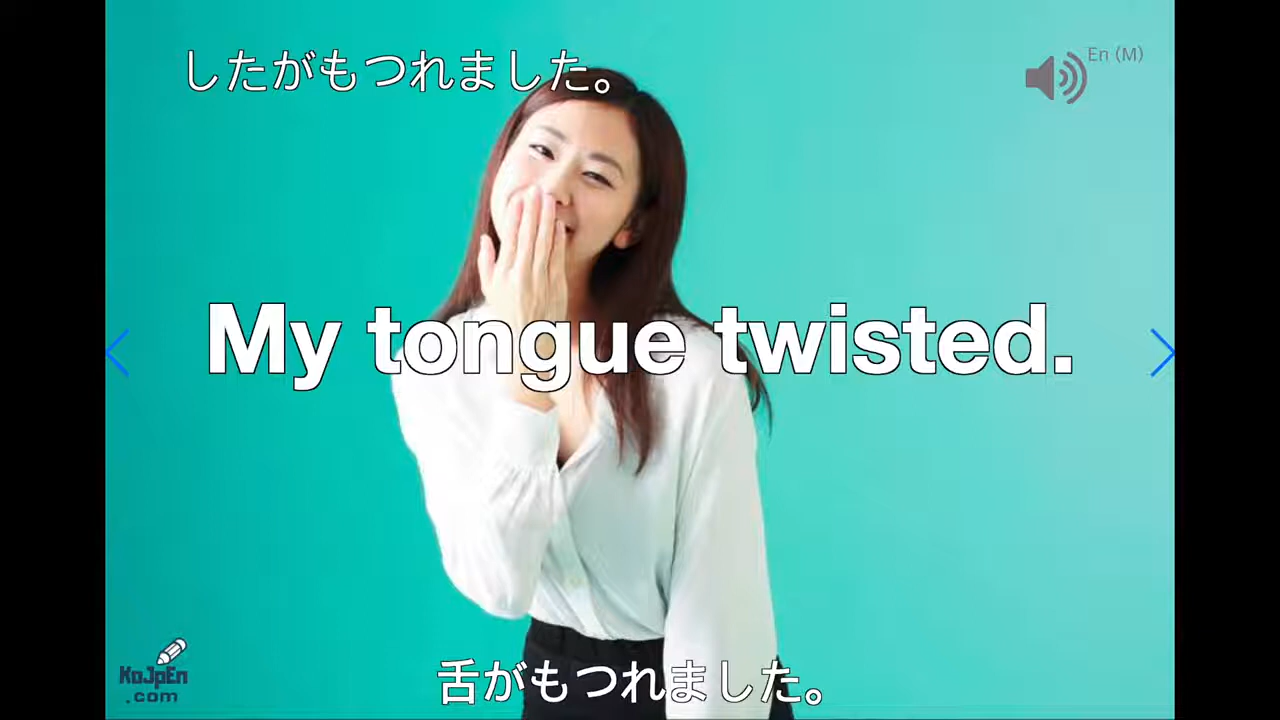 したがもつれました。
En (M)
My tongue twisted.
KoJpEn
.com
舌がもつれました。